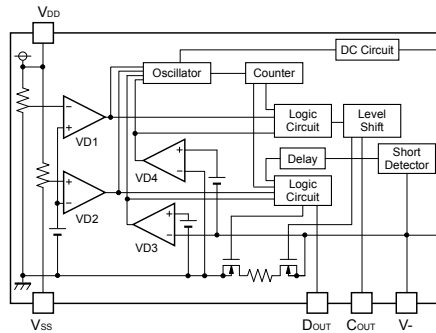 VDD
DC Circuit
Oscillator
Counter
VD1
Logic
Circuit
Level
Shift
VD4
Delay
Short
Detector
Logic
Circuit
VD2
VD3
VSS
DOUT
COUT
V-